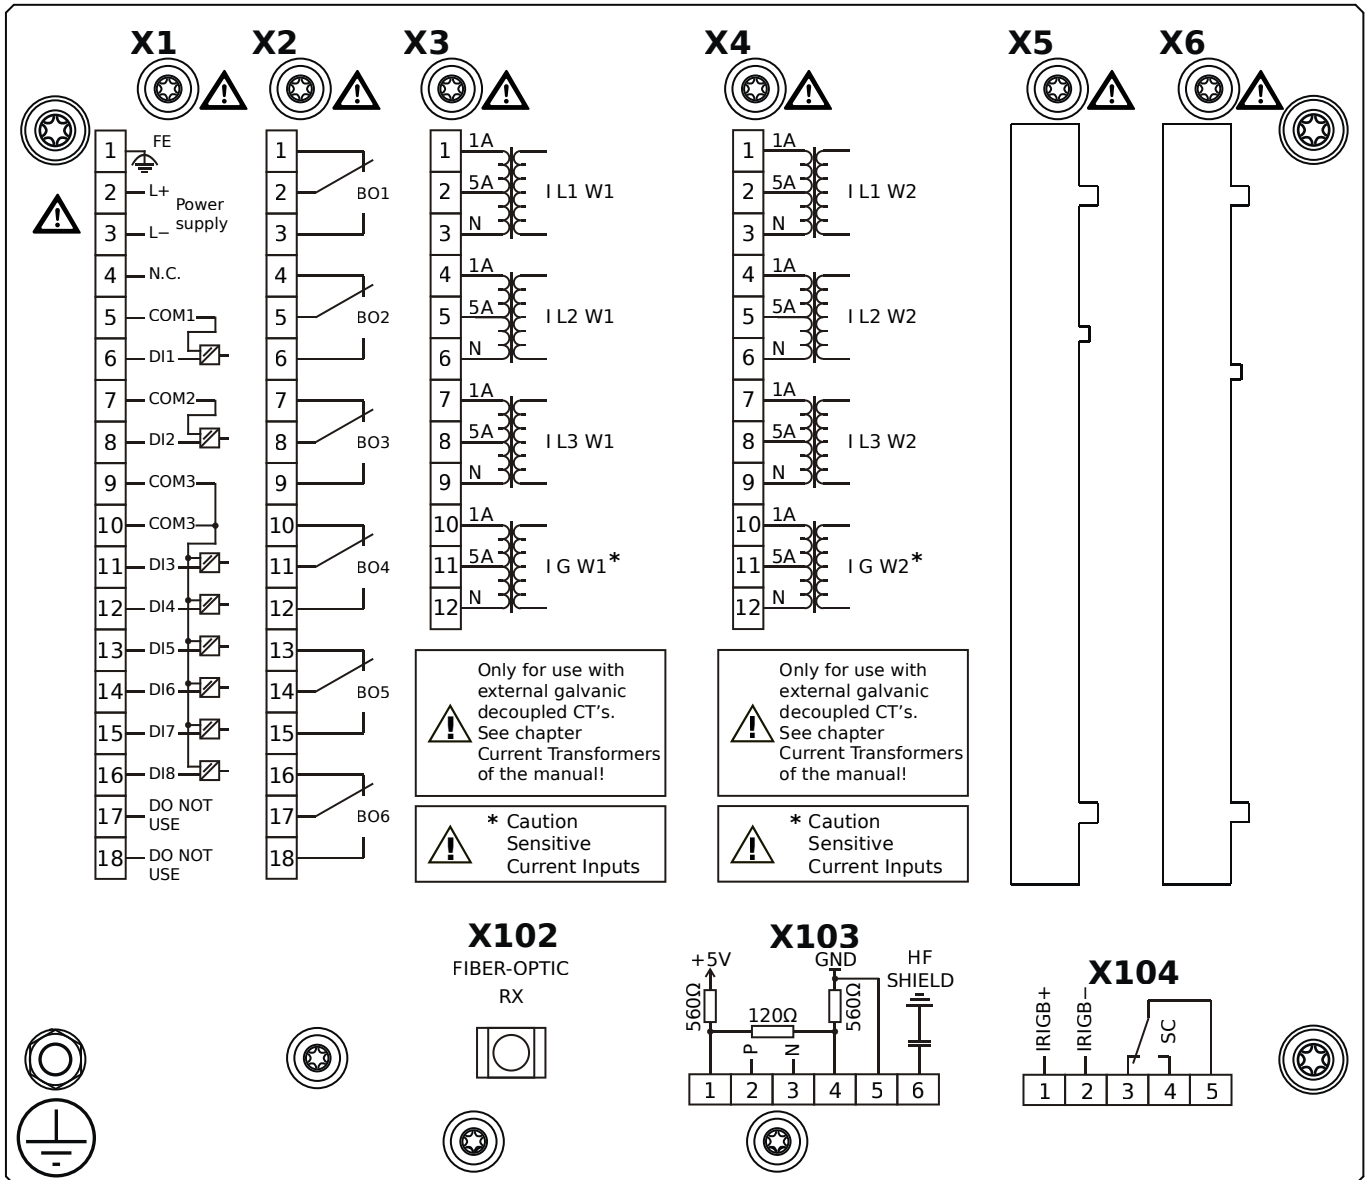 X1 X2 X3 X4 X5 X6
1 FE
2 L+
Power
supply
3 L−
4 N.C.
5 COM1
6 DI1
7 COM2
8 DI2
9 COM3
10 COM3
11 DI3
12 DI4
13 DI5
14 DI6
15 DI7
16 DI8
17 DO NOT
USE
18 DO NOT
USE
1
2 BO1
3
4
5 BO2
6
7
8 BO3
9
10
11 BO4
12
13
14 BO5
15
16
17 BO6
18
1 1A
2 5A I L1 W1
3 N
4 1A
5 5A I L2 W1
6 N
7 1A
8 5A I L3 W1
9 N
10 1A
11 5A I G W1*
12 N
Only for use with
external galvanic
decoupled CT's.
See chapter
Current Transformers
of the manual!
* Caution
Sensitive
Current Inputs
1 1A
2 5A I L1 W2
3 N
4 1A
5 5A I L2 W2
6 N
7 1A
8 5A I L3 W2
9 N
10 1A
11 5A I G W2*
12 N
Only for use with
external galvanic
decoupled CT's.
See chapter
Current Transformers
of the manual!
* Caution
Sensitive
Current Inputs
X102
FIBER-OPTIC
RX
X103
+5V GND HF
SHIELD
560Ω 120Ω 560Ω
P N
1 2 3 4 5 6
X104
IRIGB+ IRIGB− SC
1 2 3 4 5